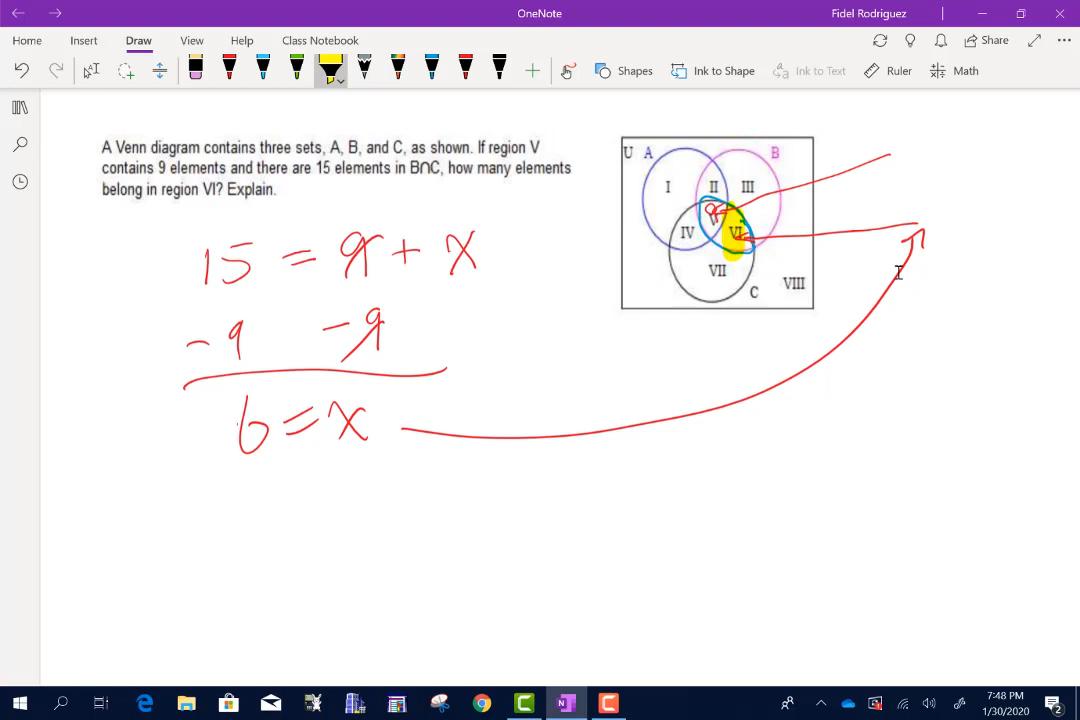 OneNote
Fidel Rodriguez
Home Insert Draw View Help Class Notebook
Share
Shapes Ink to Shape Ink to Text Ruler Math
A Venn diagram contains three sets, A, B, and C, as shown. If region V
contains 9 elements and there are 15 elements in B∩C, how many elements
belong in region VI? Explain.
U A B
I II III
V
IV VI
VII
VIII
C
15 = 9 + x
-9 -9
6 = x
7:48 PM
1/30/2020
2